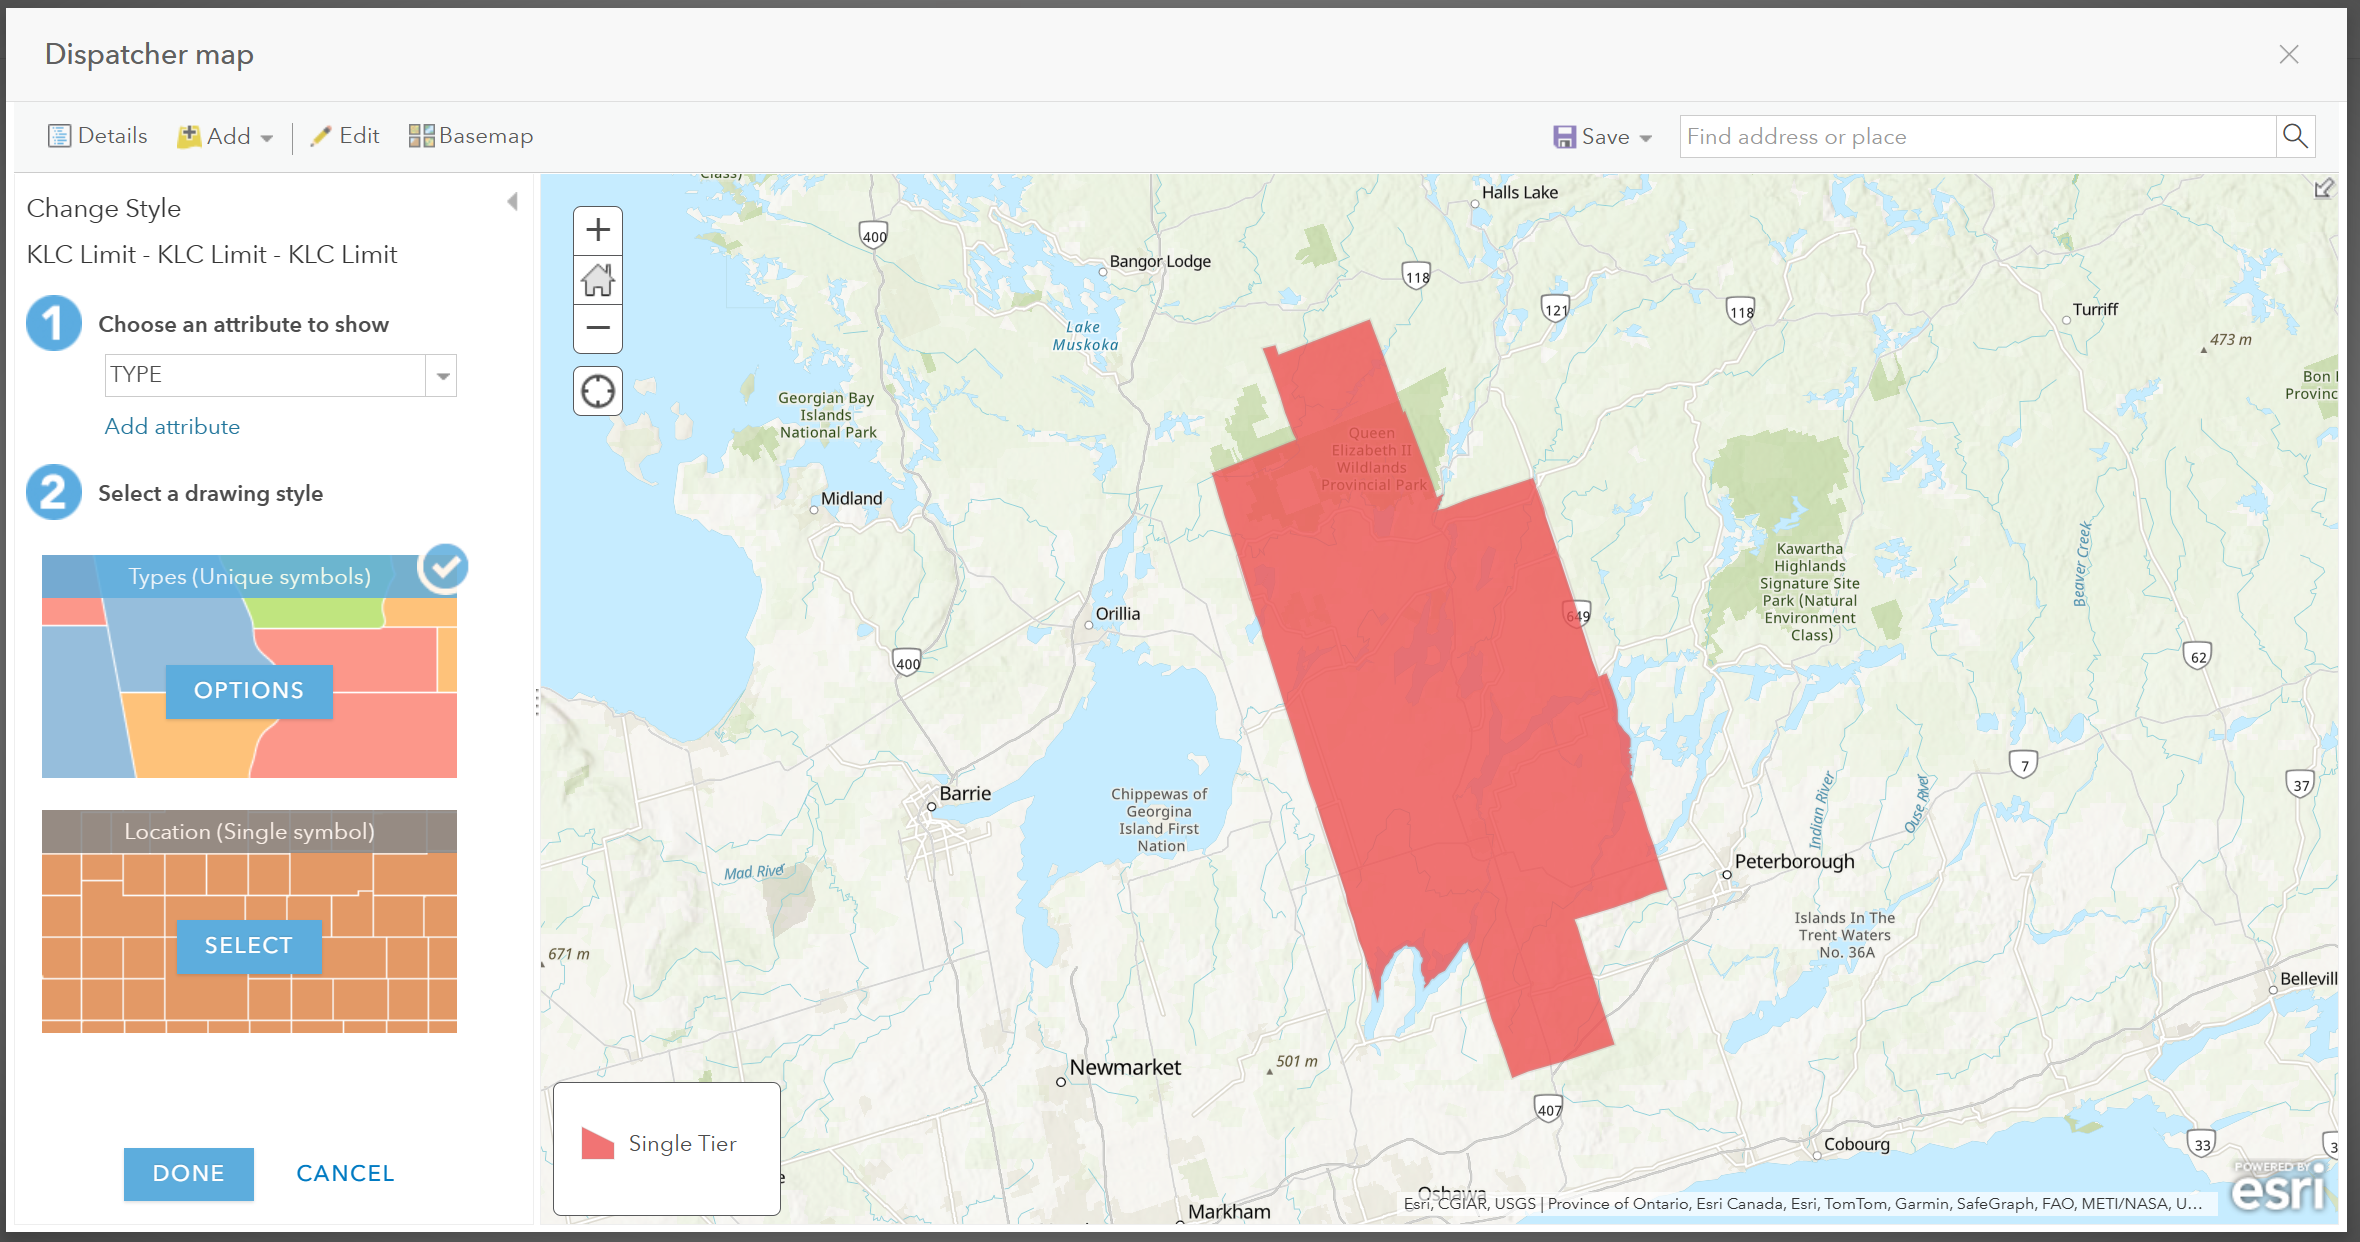 Dispatcher map
Details
Add
Edit
Basemap
Save
Find address or place
Change Style
KLC Limit - KLC Limit - KLC Limit
1
Choose an attribute to show
TYPE
Add attribute
2
Select a drawing style
Types (Unique symbols)
OPTIONS
Location (Single symbol)
SELECT
DONE
CANCEL
Class)
Halls Lake
400
Bangor Lodge
118
121
118
Turriff
Lake
Muskoka
473 m
Georgian Bay
Islands
National Park
Bon
Provinc
Queen
Elizabeth II
Wildlands
Provincial Park
Midland
Kawartha
Highlands
Signature Site
Park (Natural
Environment
Class)
Beaver Creek
Orillia
649
400
62
Barrie
Chippewas of
Georgina
Island First
Nation
7
37
Indian River
Ouse River
Mad River
Peterborough
Islands In The
Trent Waters
No. 36A
671 m
Bellevill
501 m
Newmarket
407
Cobourg
33
3
Single Tier
Oshawa
Markham
Esri, CGIAR, USGS | Province of Ontario, Esri Canada, Esri, TomTom, Garmin, SafeGraph, FAO, METI/NASA, U...
POWERED BY
esri